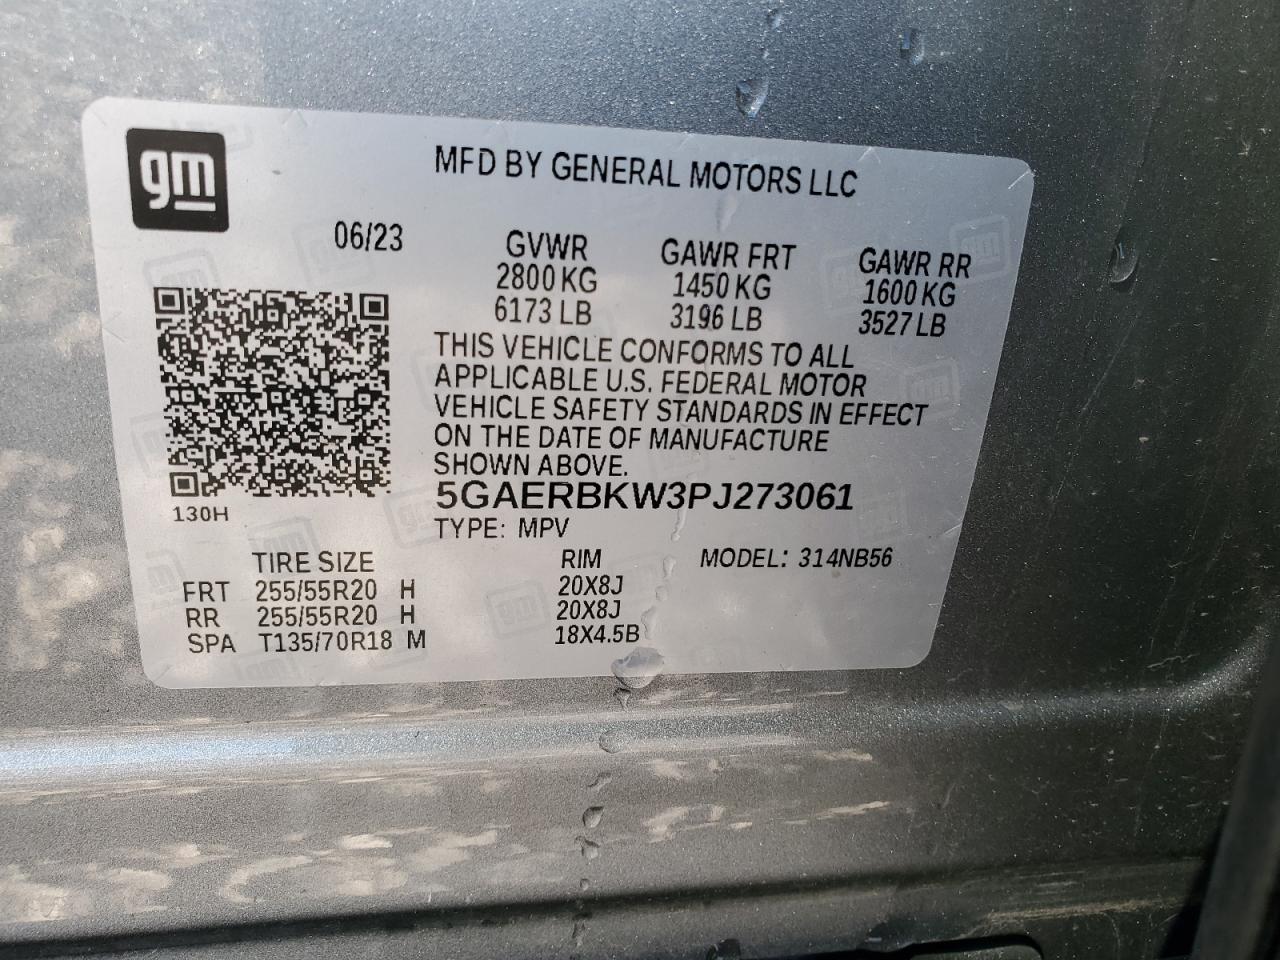 gm
MFD BY GENERAL MOTORS LLC
06/23
GVWR GAWR FRT GAWR RR
2800 KG 1450 KG 1600 KG
6173 LB 3196 LB 3527 LB
THIS VEHICLE CONFORMS TO ALL
APPLICABLE U.S. FEDERAL MOTOR
VEHICLE SAFETY STANDARDS IN EFFECT
ON THE DATE OF MANUFACTURE
SHOWN ABOVE.
130H
5GAERBKW3PJ273061
TYPE: MPV
TIRE SIZE RIM MODEL: 314NB56
FRT 255/55R20 H 20X8J
RR 255/55R20 H 20X8J
SPA T135/70R18 M 18X4.5B